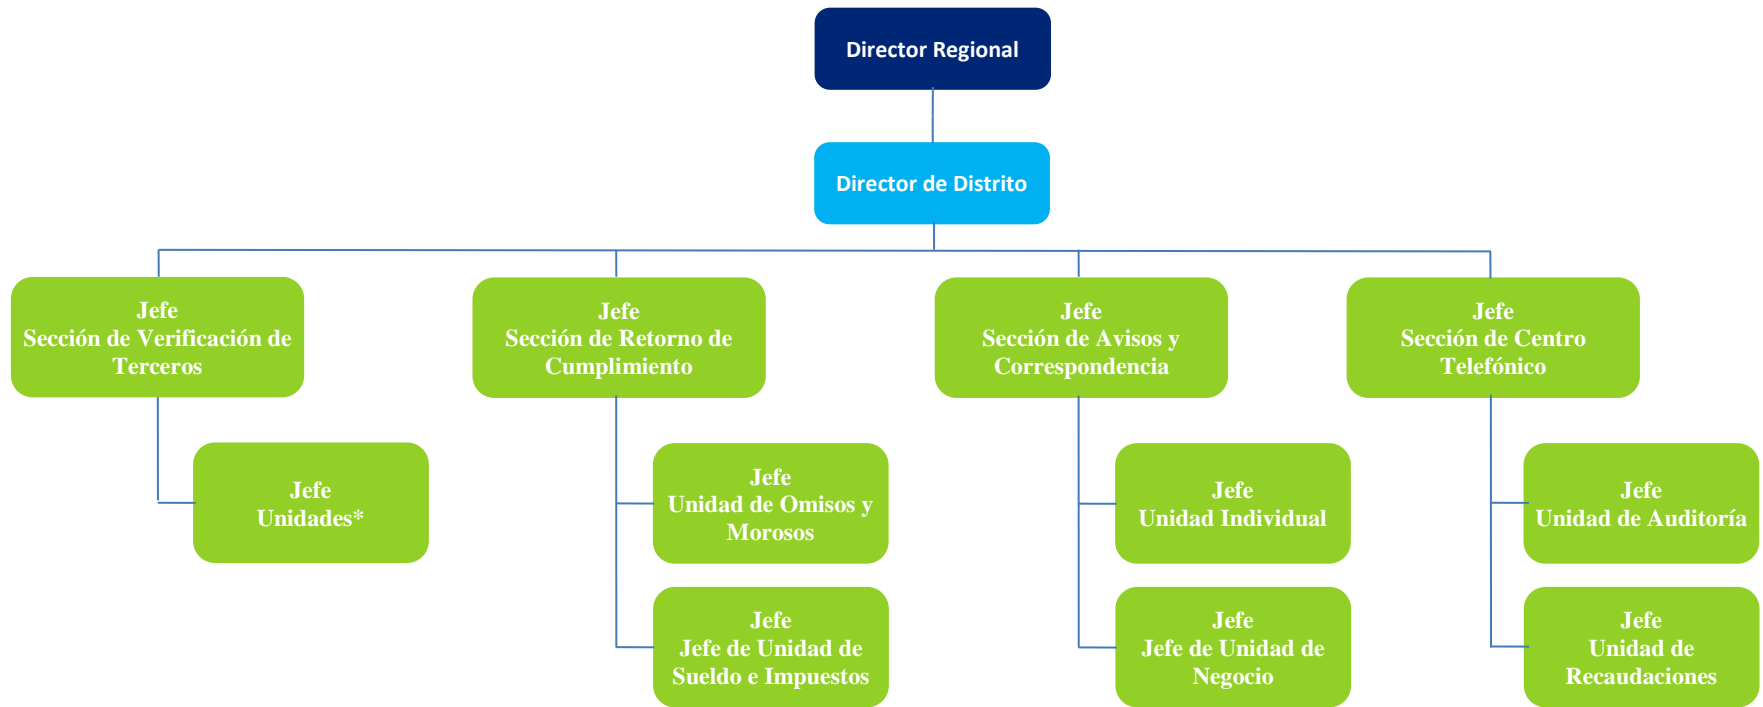 Director Regional
Director de Distrito
Jefe
Sección de Verificación de
Terceros
Jefe
Sección de Retorno de
Cumplimiento
Jefe
Sección de Avisos y
Correspondencia
Jefe
Sección de Centro
Telefónico
Jefe
Unidades*
Jefe
Unidad de Omisos y
Morosos
Jefe
Unidad Individual
Jefe
Unidad de Auditoría
Jefe
Jefe de Unidad de
Sueldo e Impuestos
Jefe
Jefe de Unidad de
Negocio
Jefe
Unidad de
Recaudaciones